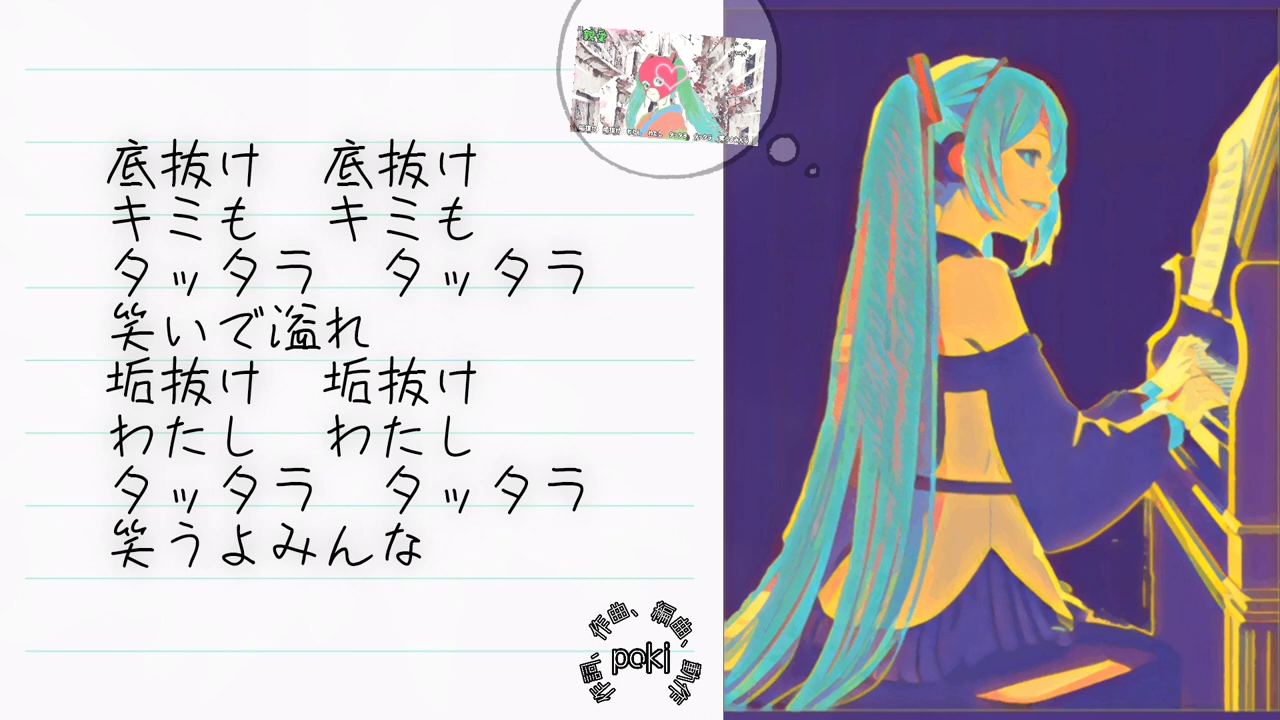 底抜け　底抜け
キミも　キミも
タッタラ　タッタラ
笑いで溢れ
垢抜け　垢抜け
わたし　わたし
タッタラ　タッタラ
笑うよみんな
作詞、作曲、編曲、動作
poki